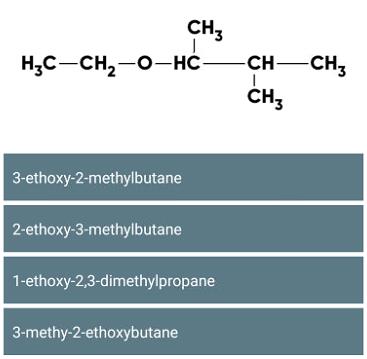 CH₃
H₃C—CH₂—O—HC—CH—CH₃
CH₃
3-ethoxy-2-methylbutane
2-ethoxy-3-methylbutane
1-ethoxy-2,3-dimethylpropane
3-methy-2-ethoxybutane